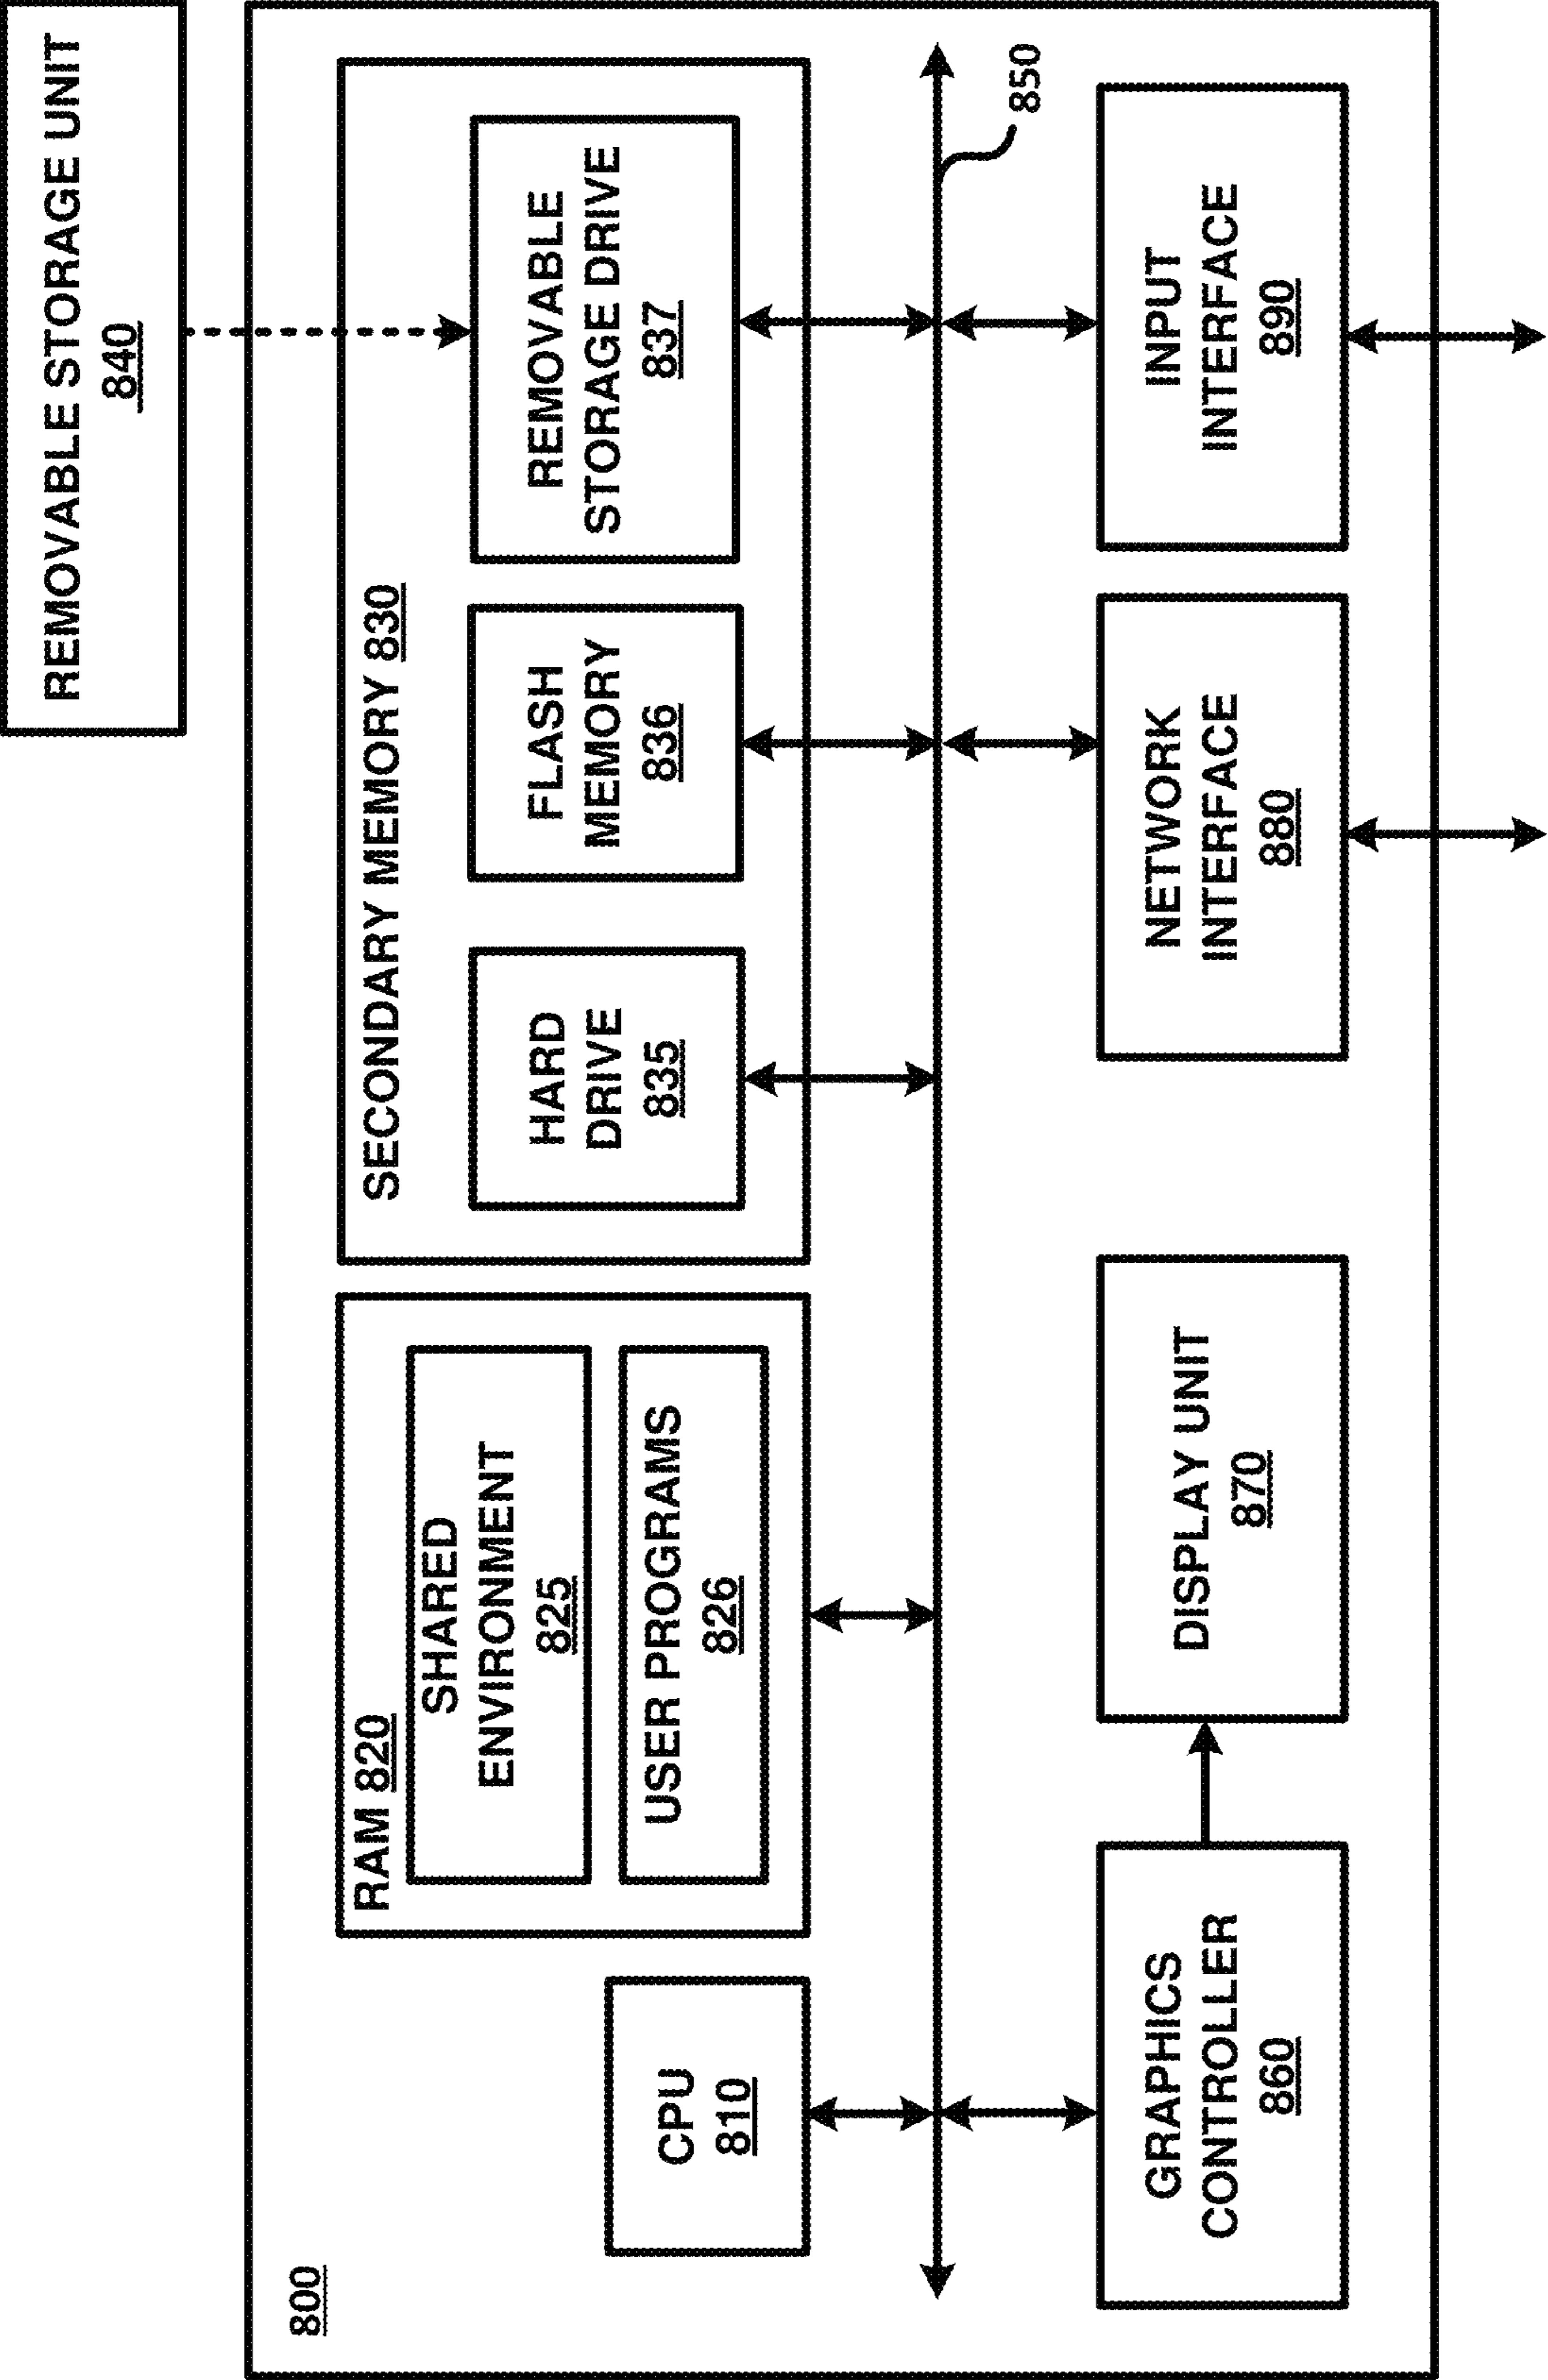 REMOVABLE STORAGE UNIT
840
800
CPU
810
RAM 820
SHARED
ENVIRONMENT
825
USER PROGRAMS
826
SECONDARY MEMORY 830
HARD
DRIVE
835
FLASH
MEMORY
836
REMOVABLE
STORAGE DRIVE
837
850
GRAPHICS
CONTROLLER
860
DISPLAY UNIT
870
NETWORK
INTERFACE
880
INPUT
INTERFACE
890